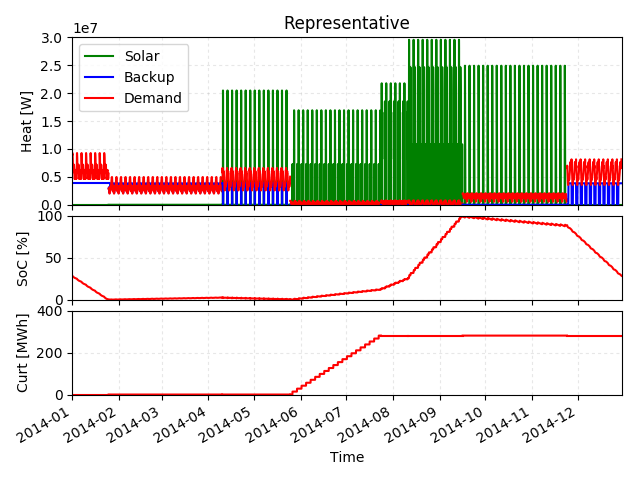 Representative
1e7
3.0
2.5
2.0
1.5
1.0
0.5
0.0
Heat [W]
Solar
Backup
Demand
100
50
0
SoC [%]
400
200
0
Curt [MWh]
2014-01
2014-02
2014-03
2014-04
2014-05
2014-06
2014-07
2014-08
2014-09
2014-10
2014-11
2014-12
Time